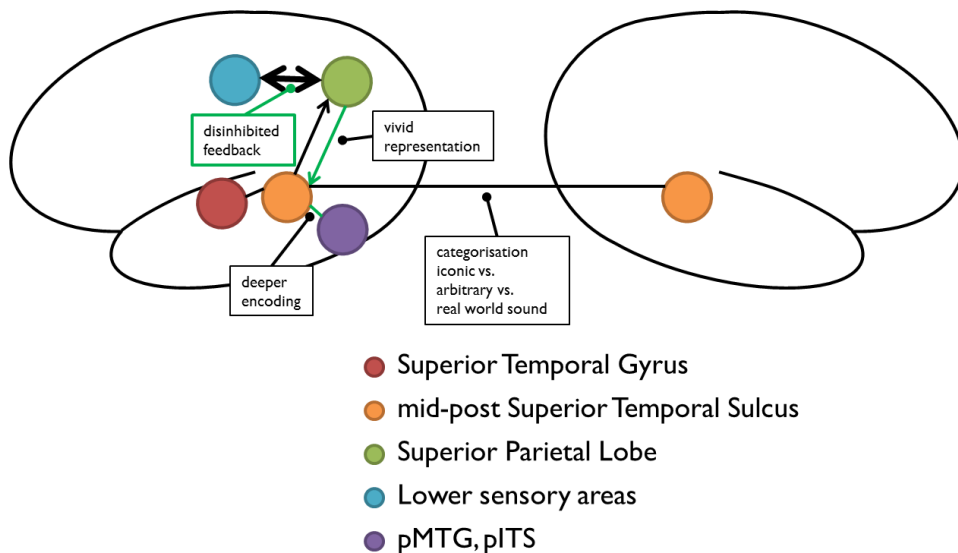 disinhibited
feedback
vivid
representation
deeper
encoding
categorisation
iconic vs.
arbitrary vs.
real world sound
Superior Temporal Gyrus
mid-post Superior Temporal Sulcus
Superior Parietal Lobe
Lower sensory areas
pMTG, pITS